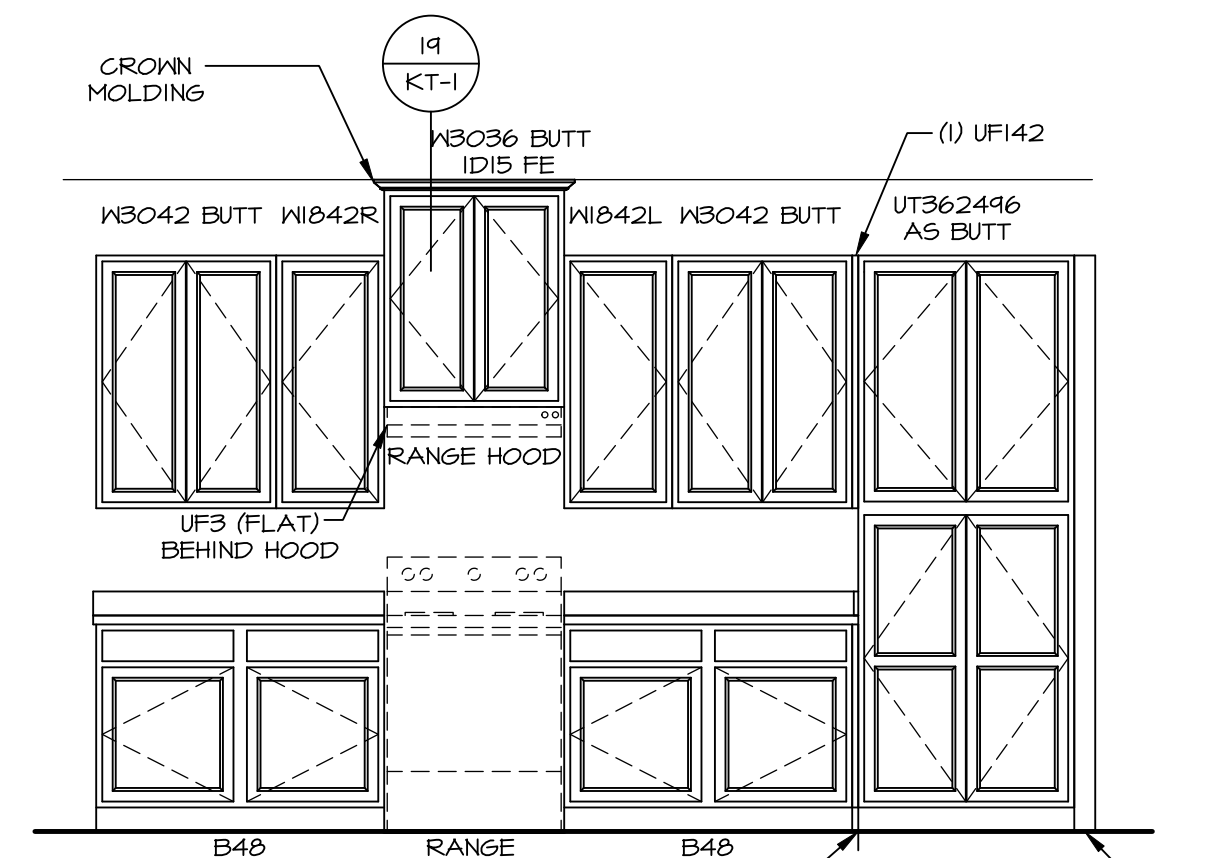 19
KT-1
CROWN
MOLDING
W3036 BUTT
1D15 FE
(1) UF142
W3042 BUTT
W1842R
W1842L
W3042 BUTT
UT362496
AS BUTT
RANGE HOOD
UF3 (FLAT)
BEHIND HOOD
B48
RANGE
B48